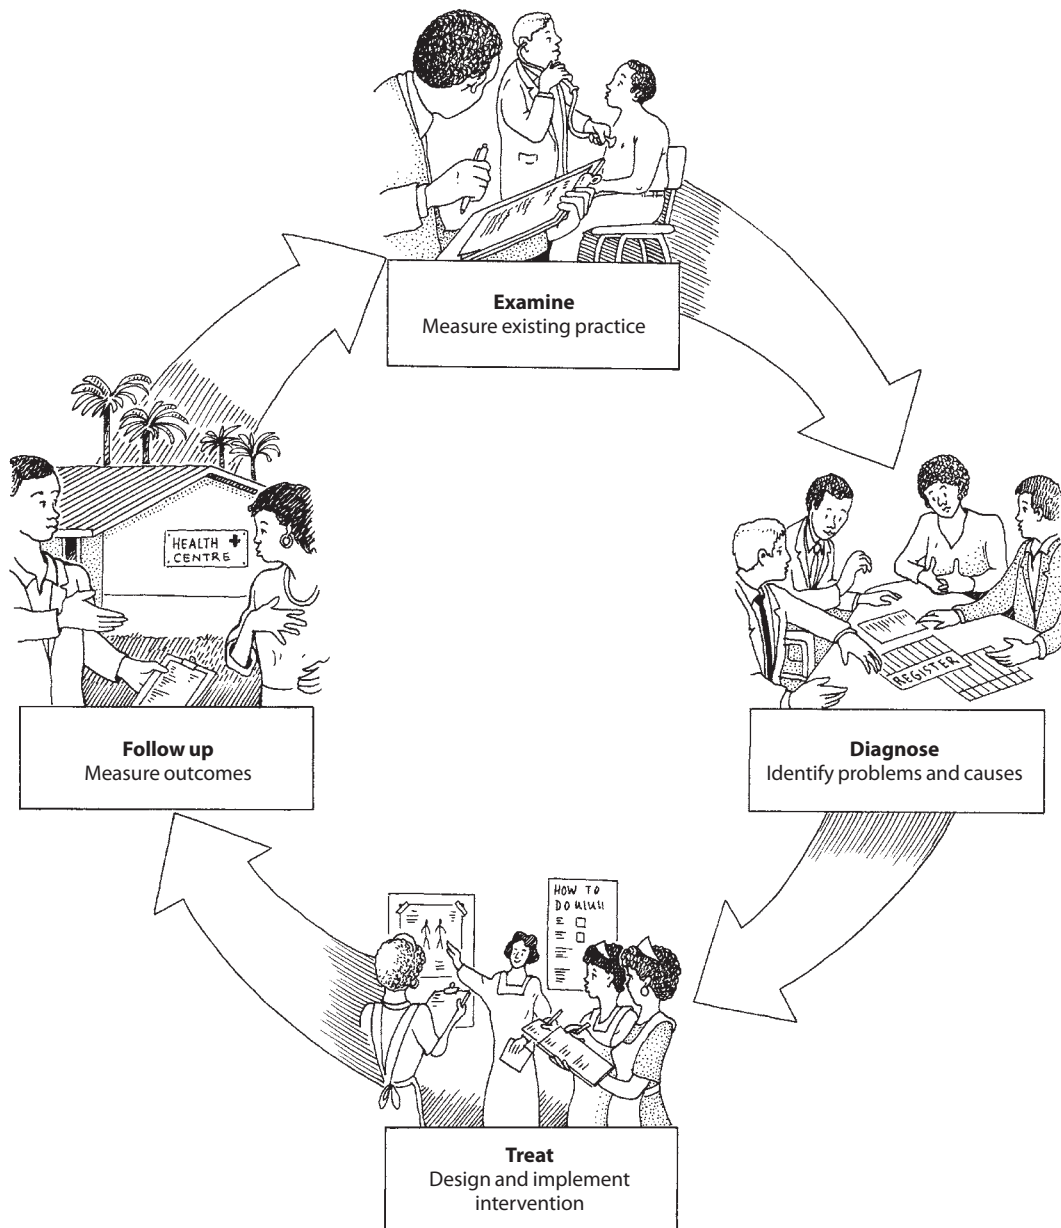 Examine
Measure existing practice
HEALTH
CENTRE
REGISTER
Follow up
Measure outcomes
Diagnose
Identify problems and causes
HOW TO
DO
Treat
Design and implement
intervention